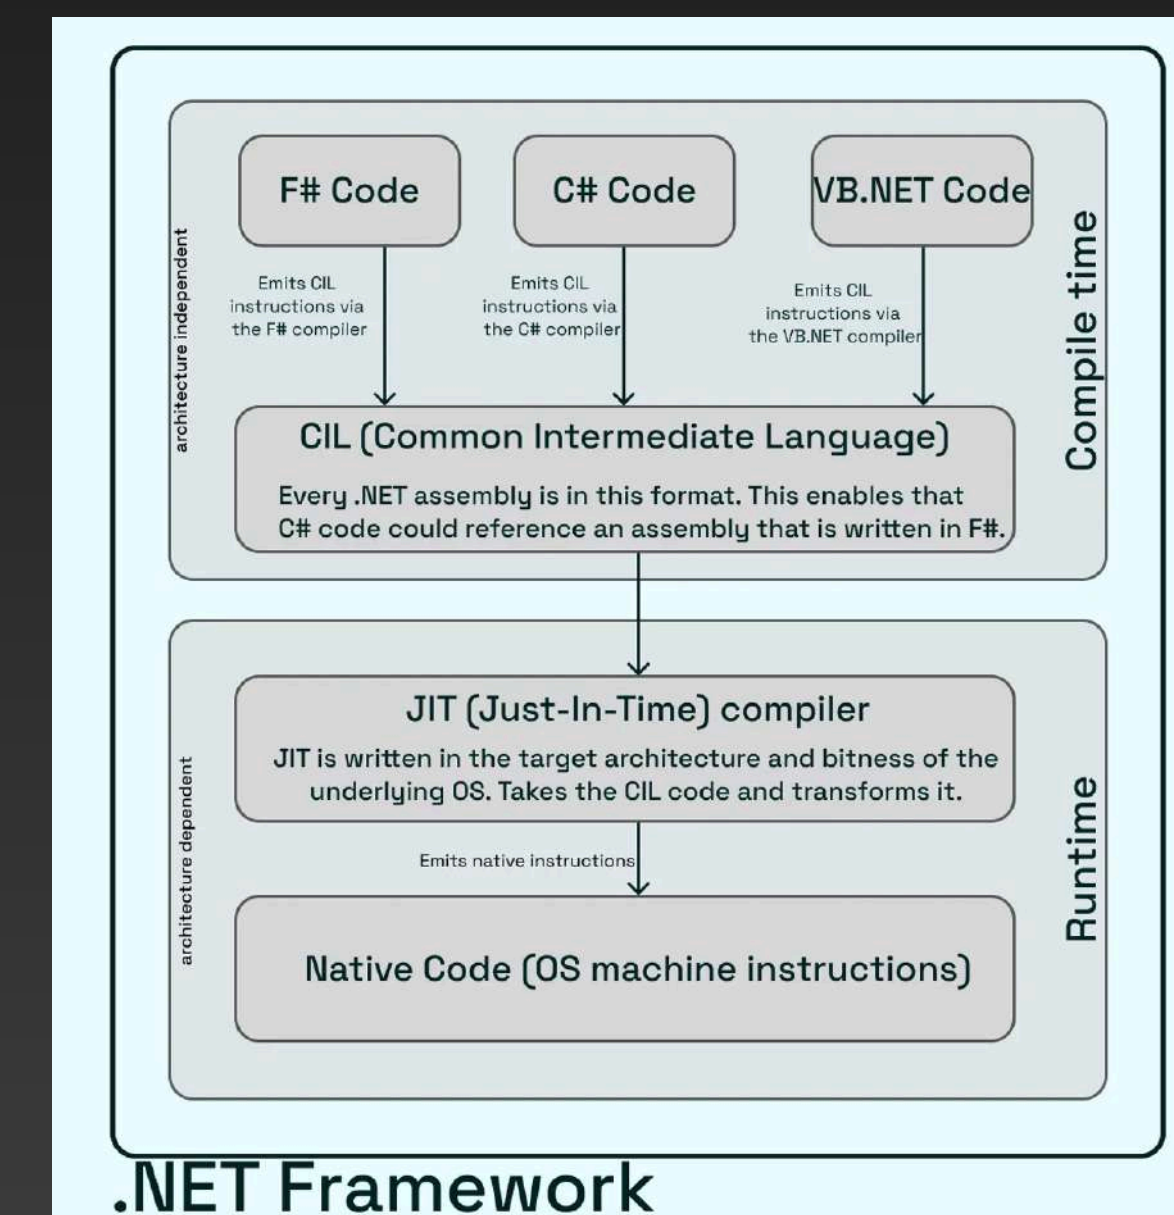 F# Code
C# Code
VB.NET Code
architecture independent
Emits CIL
instructions via
the F# compiler
Emits CIL
instructions via
the C# compiler
Emits CIL
instructions via
the VB.NET compiler
Compile time
CIL (Common Intermediate Language)
Every .NET assembly is in this format. This enables that
C# code could reference an assembly that is written in F#.
JIT (Just-In-Time) compiler
JIT is written in the target architecture and bitness of the
underlying OS. Takes the CIL code and transforms it.
architecture dependent
Runtime
Emits native instructions
Native Code (OS machine instructions)
.NET Framework